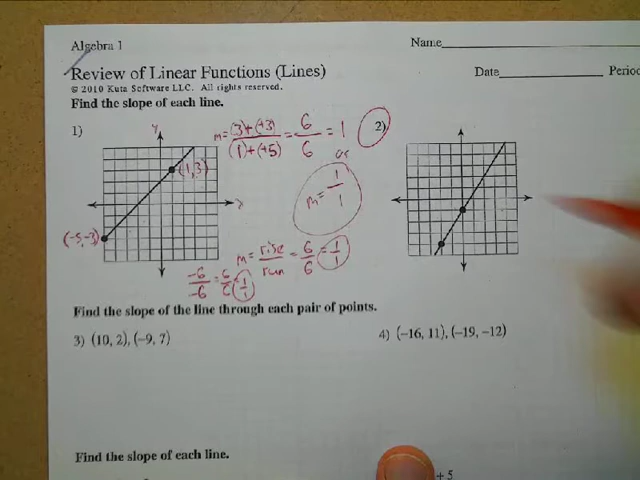 Algebra 1
Name
Review of Linear Functions (Lines)
Date
Perio
© 2010 Kuta Software LLC. All rights reserved.
Find the slope of each line.
1)
y
x
(1,3)
(-5,-3)
m = (3)+(+3) / (1)+(+5) = 6/6 = 1
or
m = 1/1
m = rise/run = 6/6 = 1/1
-6/-6 = 6/6 = 1/1
2)
Find the slope of the line through each pair of points.
3) (10, 2), (−9, 7)
4) (−16, 11), (−19, −12)
Find the slope of each line.
+ 5